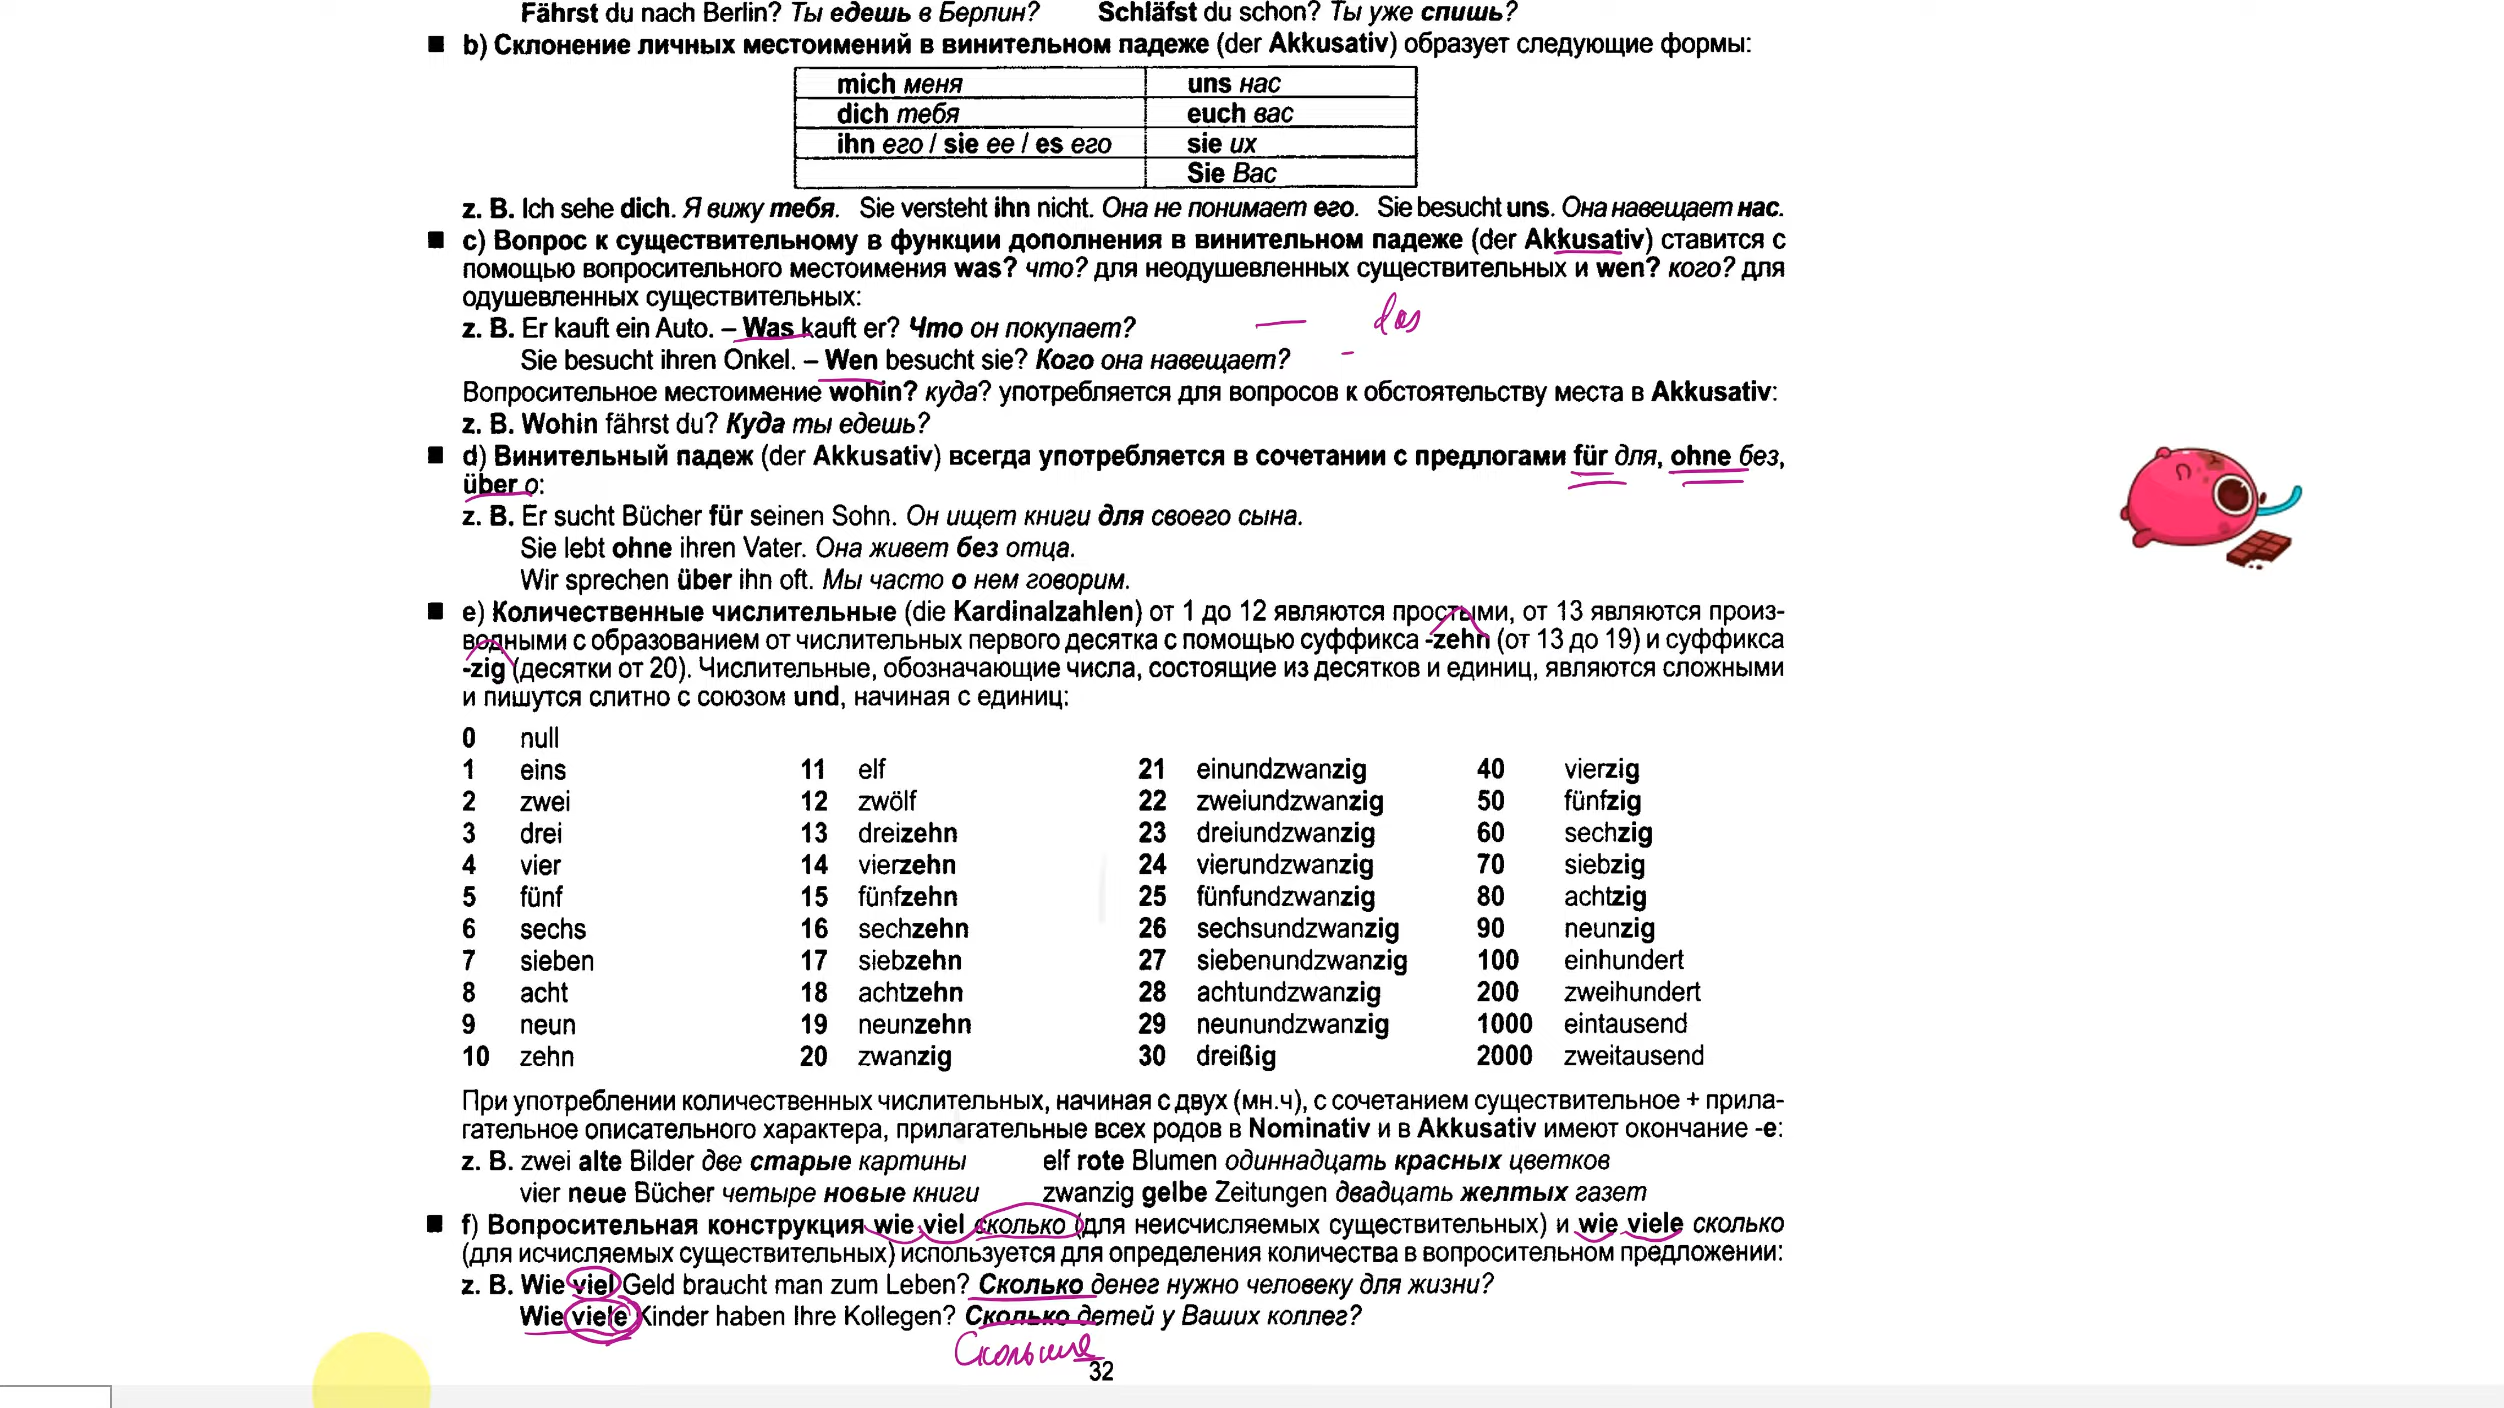 Fährst du nach Berlin? Ты едешь в Берлин? Schläfst du schon? Ты уже спишь?
b) Склонение личных местоимений в винительном падеже (der Akkusativ) образует следующие формы:
mich меня uns нас
dich тебя euch вас
ihn его / sie ее / es его sie их
Sie Вас
z. B. Ich sehe dich. Я вижу тебя. Sie versteht ihn nicht. Она не понимает его. Sie besucht uns. Она навещает нас.
c) Вопрос к существительному в функции дополнения в винительном падеже (der Akkusativ) ставится с
помощью вопросительного местоимения was? что? для неодушевленных существительных и wen? кого? для
одушевленных существительных:
das
z. B. Er kauft ein Auto. – Was kauft er? Что он покупает?
Sie besucht ihren Onkel. – Wen besucht sie? Кого она навещает?
Вопросительное местоимение wohin? куда? употребляется для вопросов к обстоятельству места в Akkusativ:
z. B. Wohin fährst du? Куда ты едешь?
d) Винительный падеж (der Akkusativ) всегда употребляется в сочетании с предлогами für для, ohne без,
über о:
z. B. Er sucht Bücher für seinen Sohn. Он ищет книги для своего сына.
Sie lebt ohne ihren Vater. Она живет без отца.
Wir sprechen über ihn oft. Мы часто о нем говорим.
e) Количественные числительные (die Kardinalzahlen) от 1 до 12 являются простыми, от 13 являются произ-
водными с образованием от числительных первого десятка с помощью суффикса -zehn (от 13 до 19) и суффикса
-zig (десятки от 20). Числительные, обозначающие числа, состоящие из десятков и единиц, являются сложными
и пишутся слитно с союзом und, начиная с единиц:
0 null
1 eins 11 elf 21 einundzwanzig 40 vierzig
2 zwei 12 zwölf 22 zweiundzwanzig 50 fünfzig
3 drei 13 dreizehn 23 dreiundzwanzig 60 sechzig
4 vier 14 vierzehn 24 vierundzwanzig 70 siebzig
5 fünf 15 fünfzehn 25 fünfundzwanzig 80 achtzig
6 sechs 16 sechzehn 26 sechsundzwanzig 90 neunzig
7 sieben 17 siebzehn 27 siebenundzwanzig 100 einhundert
8 acht 18 achtzehn 28 achtundzwanzig 200 zweihundert
9 neun 19 neunzehn 29 neunundzwanzig 1000 eintausend
10 zehn 20 zwanzig 30 dreißig 2000 zweitausend
При употреблении количественных числительных, начиная с двух (мн.ч), с сочетанием существительное + прила-
гательное описательного характера, прилагательные всех родов в Nominativ и в Akkusativ имеют окончание -e:
z. B. zwei alte Bilder две старые картины elf rote Blumen одиннадцать красных цветков
vier neue Bücher четыре новые книги zwanzig gelbe Zeitungen двадцать желтых газет
f) Вопросительная конструкция wie viel сколько (для неисчисляемых существительных) и wie viele сколько
(для исчисляемых существительных) используется для определения количества в вопросительном предложении:
z. B. Wie viel Geld braucht man zum Leben? Сколько денег нужно человеку для жизни?
Wie viele Kinder haben Ihre Kollegen? Сколько детей у Ваших коллег?
32